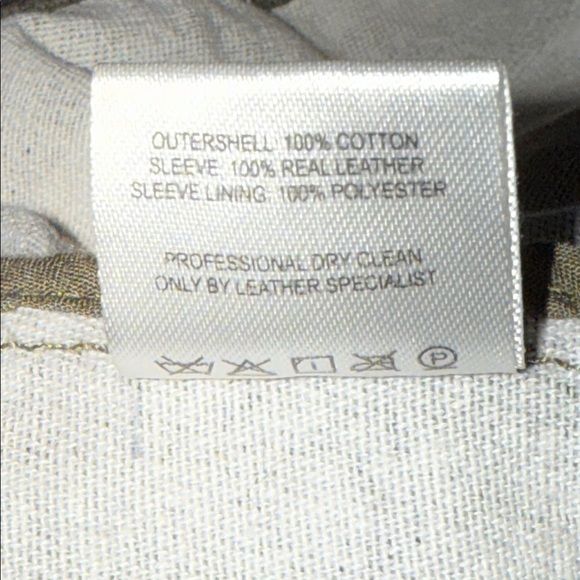 OUTERSHELL 100% COTTON
SLEEVE 100% REAL LEATHER
SLEEVE LINING 100% POLYESTER
PROFESSIONAL DRY CLEAN
ONLY BY LEATHER SPECIALIST
P